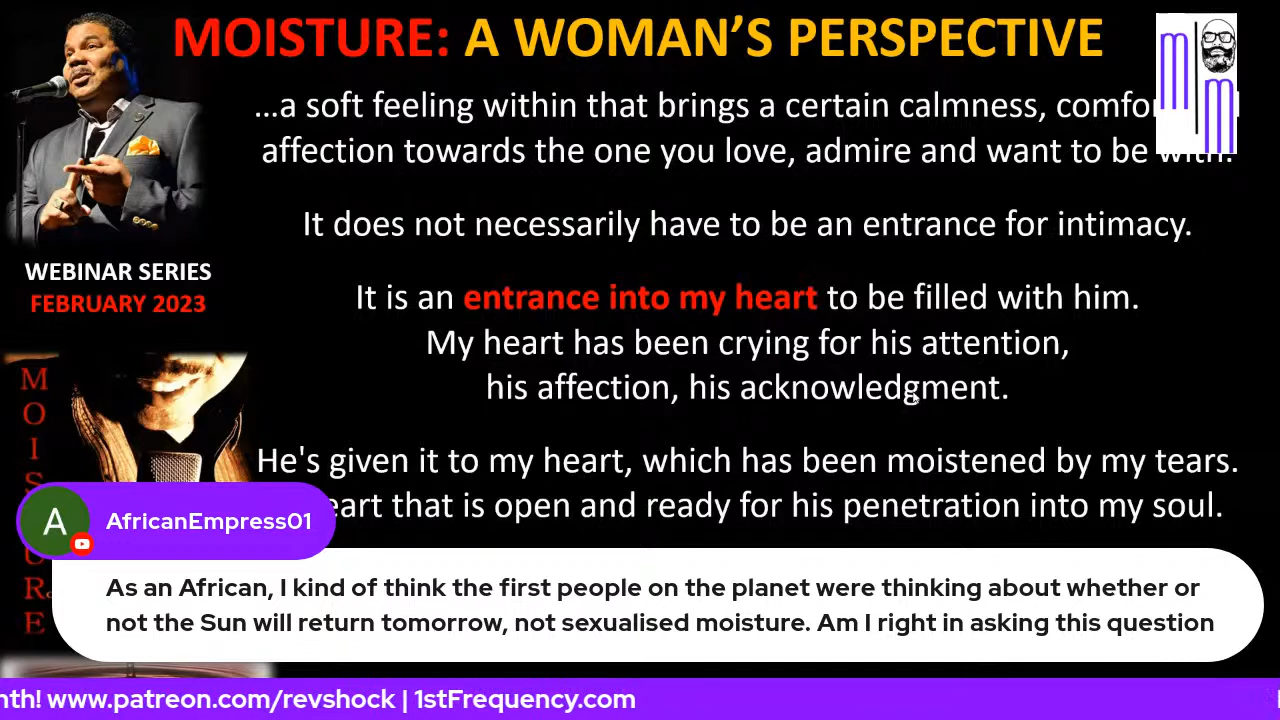 MOISTURE: A WOMAN'S PERSPECTIVE
...a soft feeling within that brings a certain calmness,
affection towards the one you love, admire and want to be with.
It does not necessarily have to be an entrance for intimacy.
It is an entrance into my heart to be filled with him.
My heart has been crying for his attention,
his affection, his acknowledgment.
He's given it to my heart, which has been moistened by my tears.
that is open and ready for his penetration into my soul.
m
m
WEBINAR SERIES
FEBRUARY 2023
M
O
I
S
U
R
E
A
AfricanEmpress01
As an African, I kind of think the first people on the planet were thinking about whether or
not the Sun will return tomorrow, not sexualised moisture. Am I right in asking this question
www.patreon.com/revshock | 1stFrequency.com